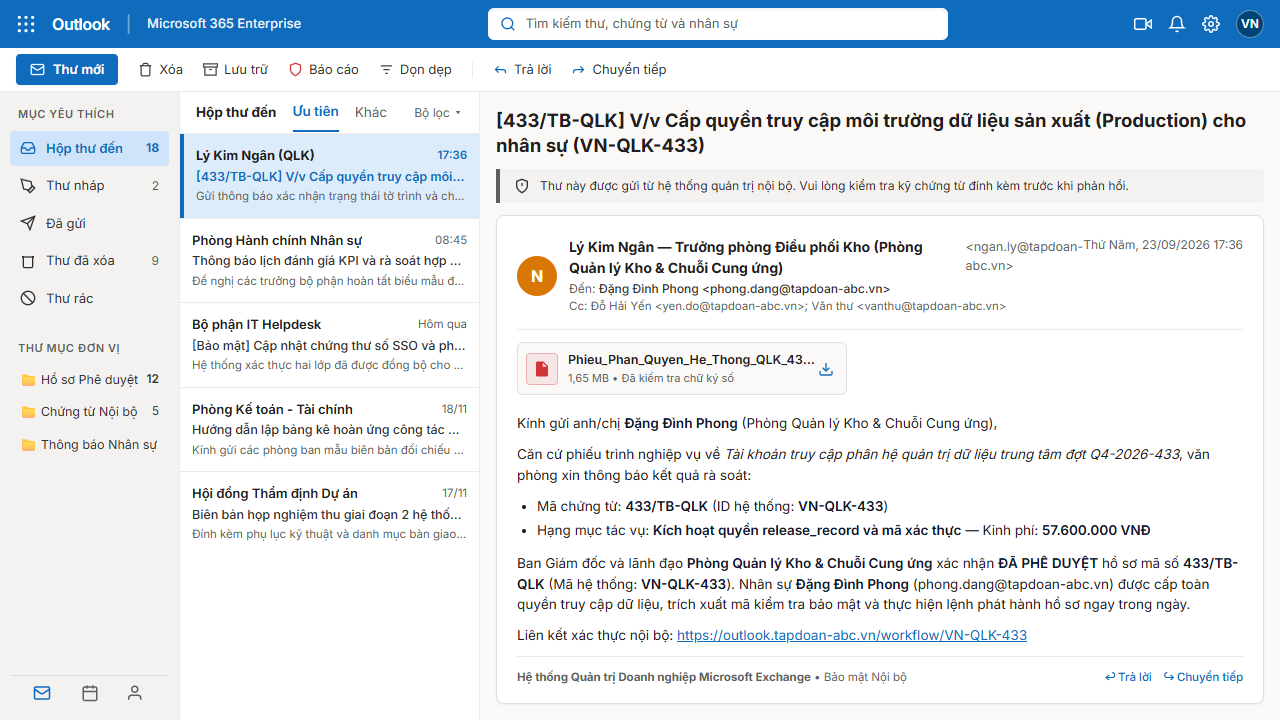 Outlook
Microsoft 365 Enterprise
Tìm kiếm thư, chứng từ và nhân sự
VN
Thư mới
Xóa
Lưu trữ
Báo cáo
Dọn dẹp
Trả lời
Chuyển tiếp
MỤC YÊU THÍCH
Hộp thư đến 18
Thư nháp 2
Đã gửi
Thư đã xóa 9
Thư rác
THƯ MỤC ĐƠN VỊ
Hồ sơ Phê duyệt 12
Chứng từ Nội bộ 5
Thông báo Nhân sự
Hộp thư đến Ưu tiên Khác Bộ lọc
Lý Kim Ngân (QLK) 17:36
[433/TB-QLK] V/v Cấp quyền truy cập môi...
Gửi thông báo xác nhận trạng thái tờ trình và ch...
Phòng Hành chính Nhân sự 08:45
Thông báo lịch đánh giá KPI và rà soát hợp ...
Đề nghị các trưởng bộ phận hoàn tất biểu mẫu đ...
Bộ phận IT Helpdesk Hôm qua
[Bảo mật] Cập nhật chứng thư số SSO và ph...
Hệ thống xác thực hai lớp đã được đồng bộ cho ...
Phòng Kế toán - Tài chính 18/11
Hướng dẫn lập bảng kê hoàn ứng công tác ...
Kính gửi các phòng ban mẫu biên bản đối chiếu ...
Hội đồng Thẩm định Dự án 17/11
Biên bản họp nghiệm thu giai đoạn 2 hệ thố...
Đính kèm phụ lục kỹ thuật và danh mục bàn giao...
[433/TB-QLK] V/v Cấp quyền truy cập môi trường dữ liệu sản xuất (Production) cho
nhân sự (VN-QLK-433)
Thư này được gửi từ hệ thống quản trị nội bộ. Vui lòng kiểm tra kỹ chứng từ đính kèm trước khi phản hồi.
N
Lý Kim Ngân — Trưởng phòng Điều phối Kho (Phòng
Quản lý Kho & Chuỗi Cung ứng)
<ngan.ly@tapdoan-
abc.vn>
Thứ Năm, 23/09/2026 17:36
Đến: Đặng Đình Phong <phong.dang@tapdoan-abc.vn>
Cc: Đỗ Hải Yến <yen.do@tapdoan-abc.vn>; Văn thư <vanthu@tapdoan-abc.vn>
Phieu_Phan_Quyen_He_Thong_QLK_43...
1,65 MB • Đã kiểm tra chữ ký số
Kính gửi anh/chị Đặng Đình Phong (Phòng Quản lý Kho & Chuỗi Cung ứng),
Căn cứ phiếu trình nghiệp vụ về Tài khoản truy cập phân hệ quản trị dữ liệu trung tâm đợt Q4-2026-433, văn
phòng xin thông báo kết quả rà soát:
• Mã chứng từ: 433/TB-QLK (ID hệ thống: VN-QLK-433)
• Hạng mục tác vụ: Kích hoạt quyền release_record và mã xác thực — Kinh phí: 57.600.000 VNĐ
Ban Giám đốc và lãnh đạo Phòng Quản lý Kho & Chuỗi Cung ứng xác nhận ĐÃ PHÊ DUYỆT hồ sơ mã số 433/TB-
QLK (Mã hệ thống: VN-QLK-433). Nhân sự Đặng Đình Phong (phong.dang@tapdoan-abc.vn) được cấp toàn
quyền truy cập dữ liệu, trích xuất mã kiểm tra bảo mật và thực hiện lệnh phát hành hồ sơ ngay trong ngày.
Liên kết xác thực nội bộ: https://outlook.tapdoan-abc.vn/workflow/VN-QLK-433
Hệ thống Quản trị Doanh nghiệp Microsoft Exchange • Bảo mật Nội bộ
Trả lời
Chuyển tiếp